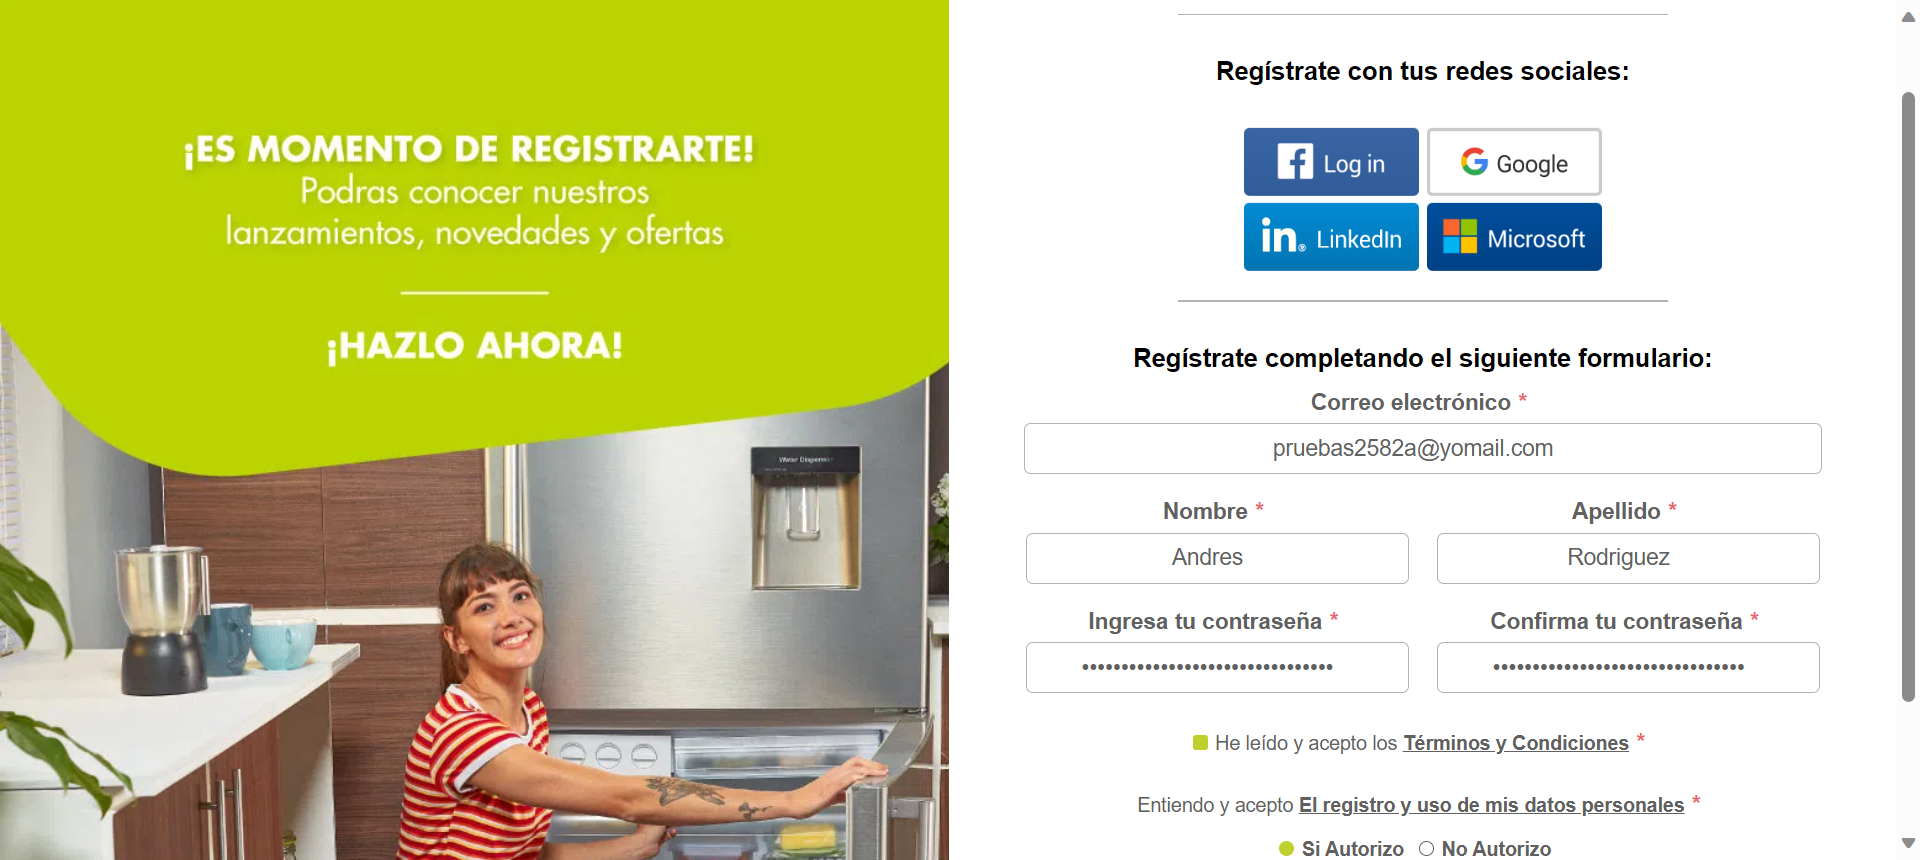 ¡ES MOMENTO DE REGISTRARTE!
Podras conocer nuestros
lanzamientos, novedades y ofertas
¡HAZLO AHORA!
Water Dispenser
Regístrate con tus redes sociales:
Log in
Google
in® LinkedIn
Microsoft
Regístrate completando el siguiente formulario:
Correo electrónico *
pruebas2582a@yomail.com
Nombre *
Apellido *
Andres
Rodriguez
Ingresa tu contraseña *
Confirma tu contraseña *
••••••••••••••••••••••••••••••••
••••••••••••••••••••••••••••••••
He leído y acepto los Términos y Condiciones *
Entiendo y acepto El registro y uso de mis datos personales *
Si Autorizo No Autorizo